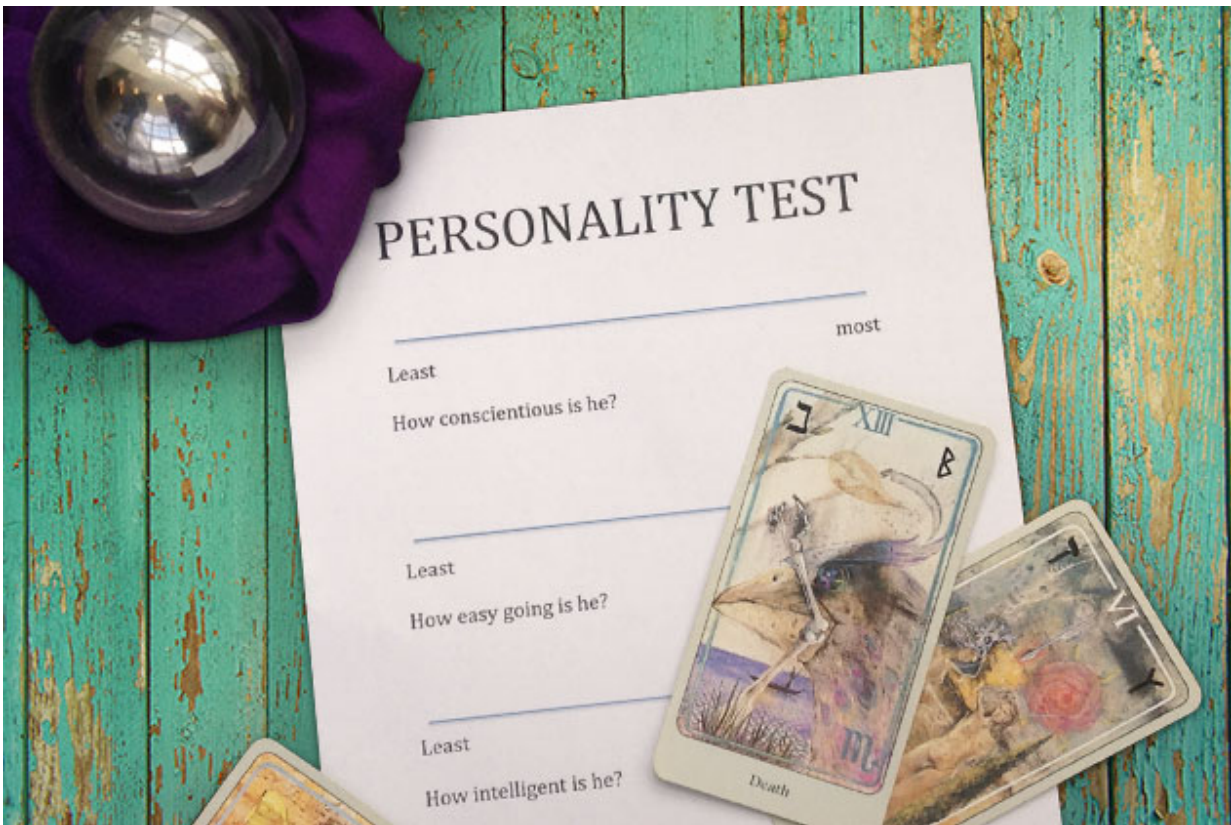 PERSONALITY TEST
most
Least
How conscientious is he?
Least
How easy going is he?
Least
How intelligent is he?
XIII
נ
ᛒ
♏
Death
VI